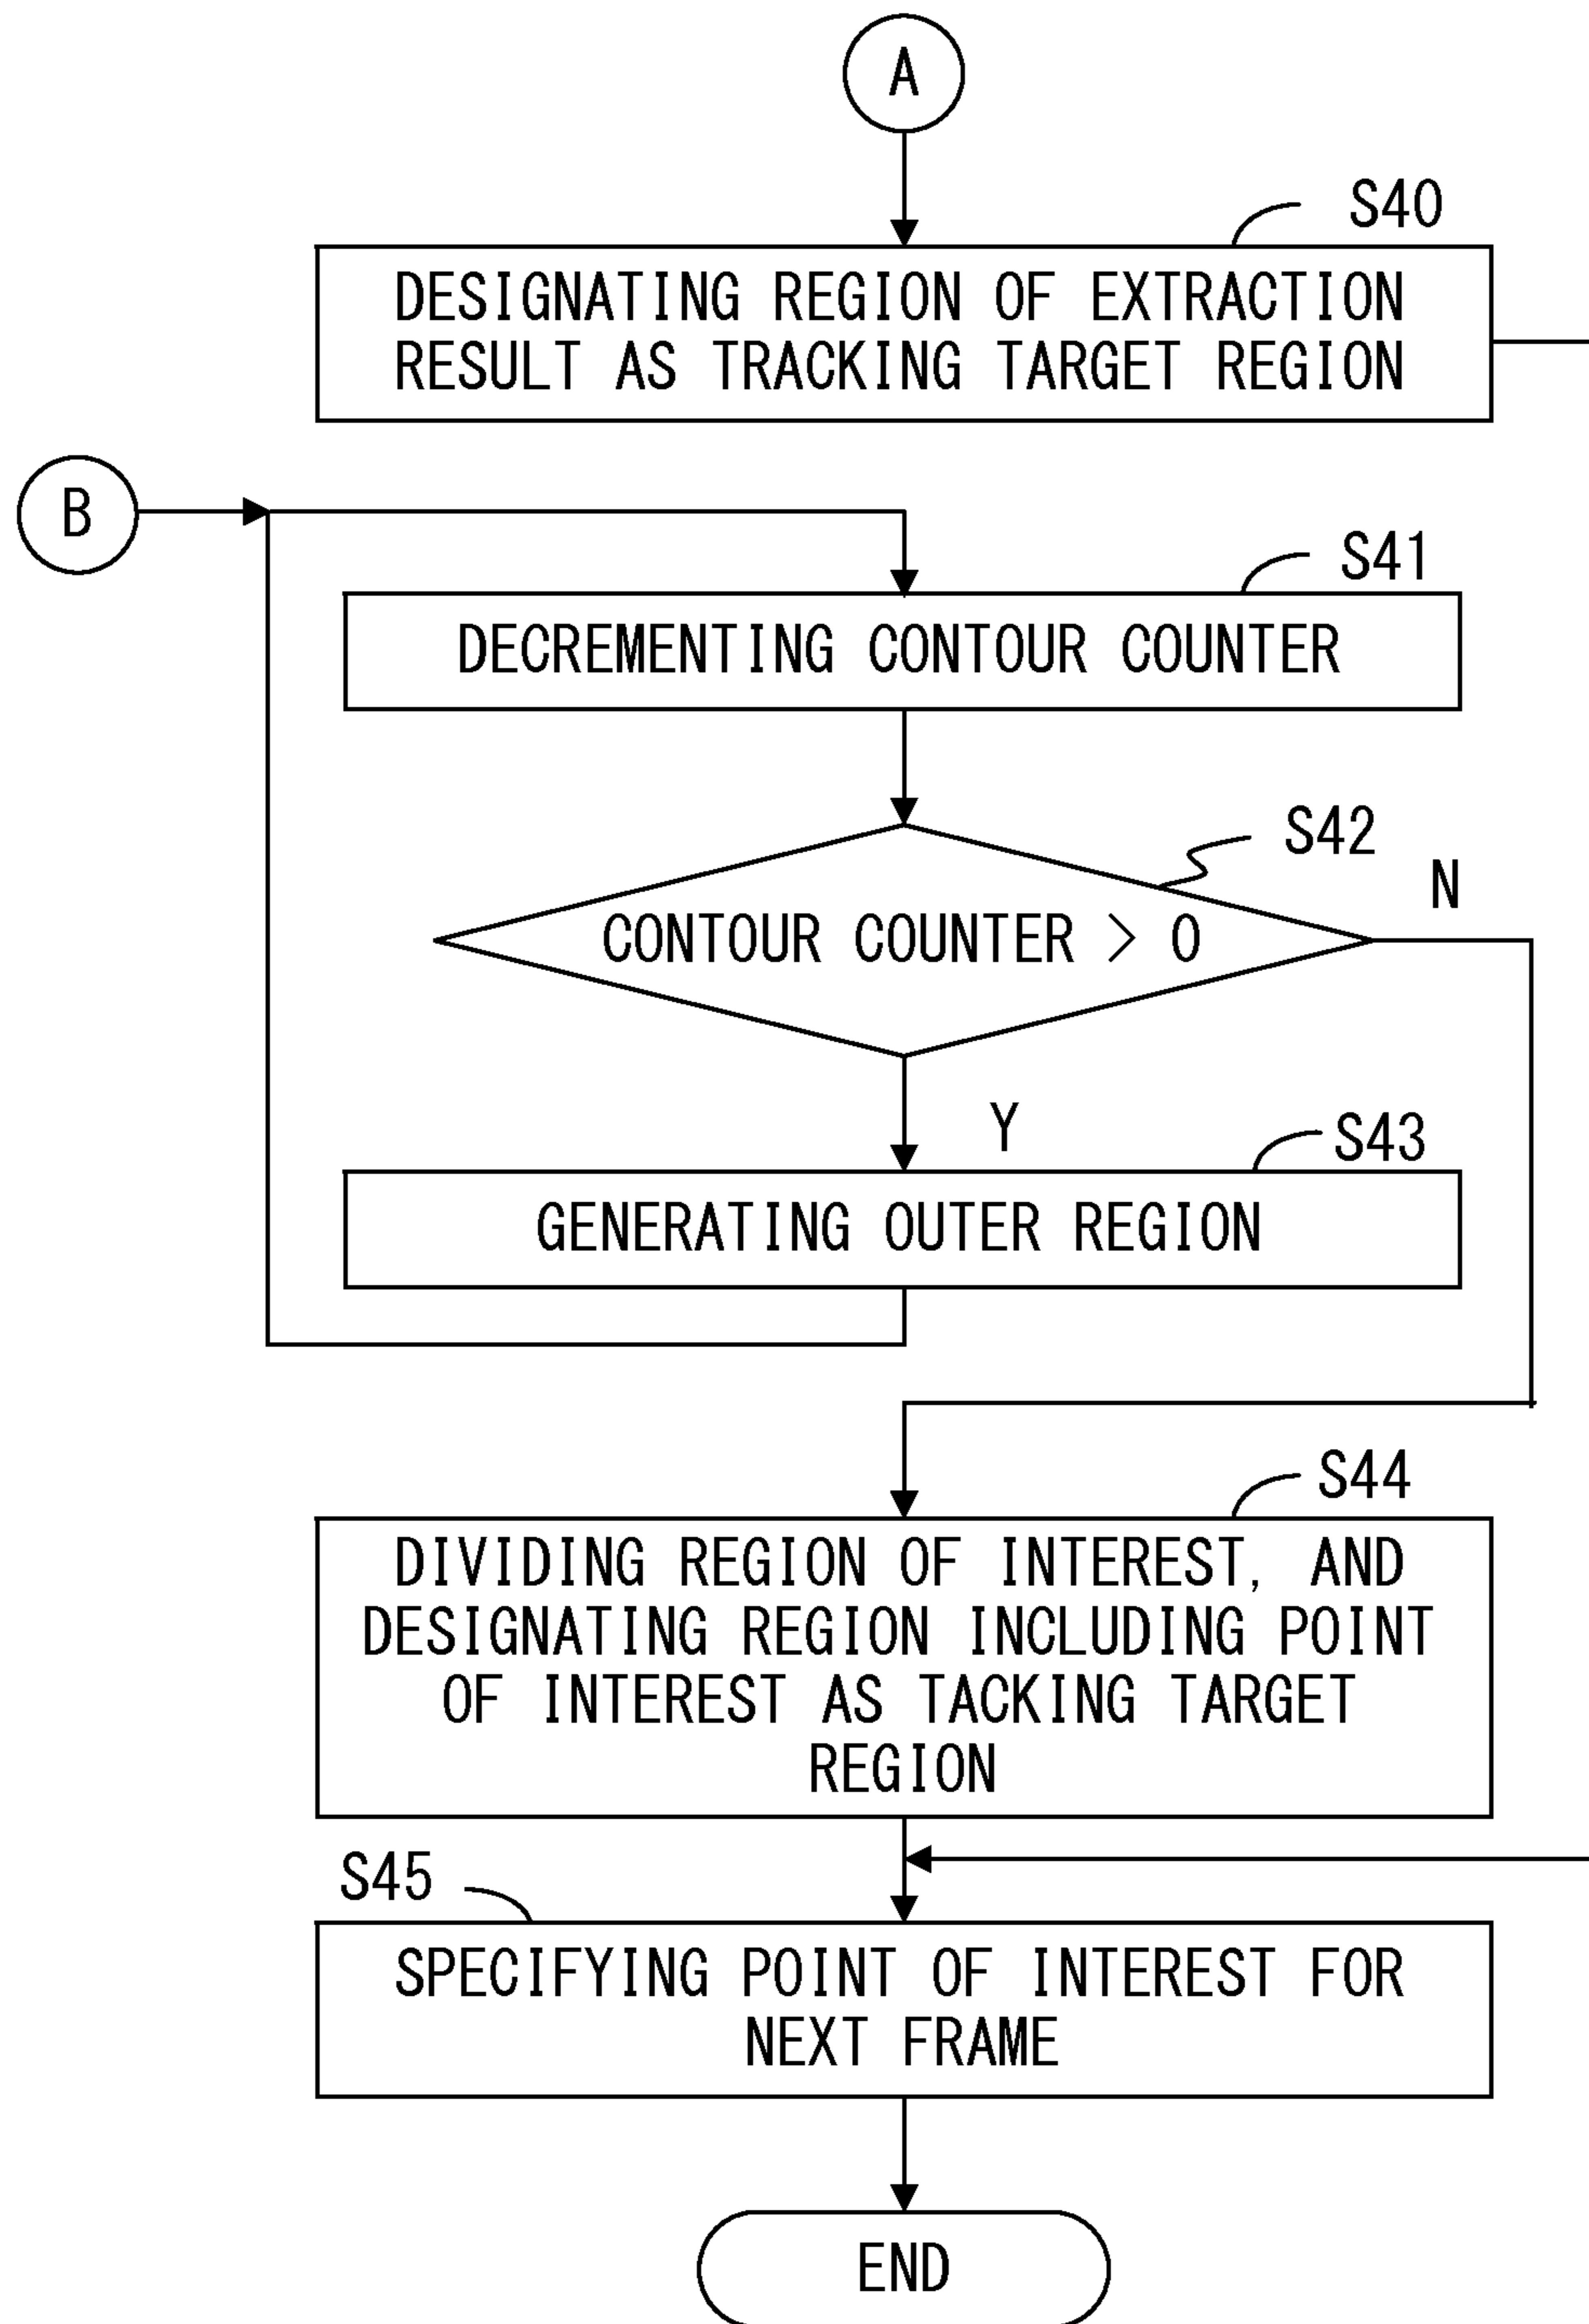 A
S40
DESIGNATING REGION OF EXTRACTION
RESULT AS TRACKING TARGET REGION
B
S41
DECREMENTING CONTOUR COUNTER
S42
N
CONTOUR COUNTER > 0
Y
S43
GENERATING OUTER REGION
S44
DIVIDING REGION OF INTEREST, AND
DESIGNATING REGION INCLUDING POINT
OF INTEREST AS TACKING TARGET
REGION
S45
SPECIFYING POINT OF INTEREST FOR
NEXT FRAME
END